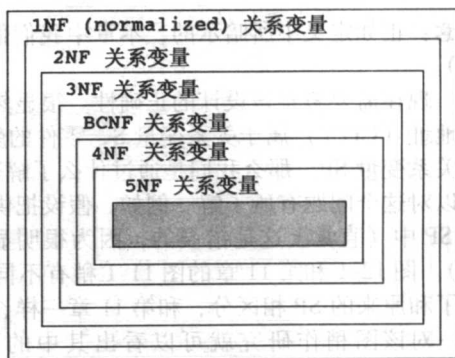 1NF (normalized) 关系变量
2NF 关系变量
3NF 关系变量
BCNF 关系变量
4NF 关系变量
5NF 关系变量